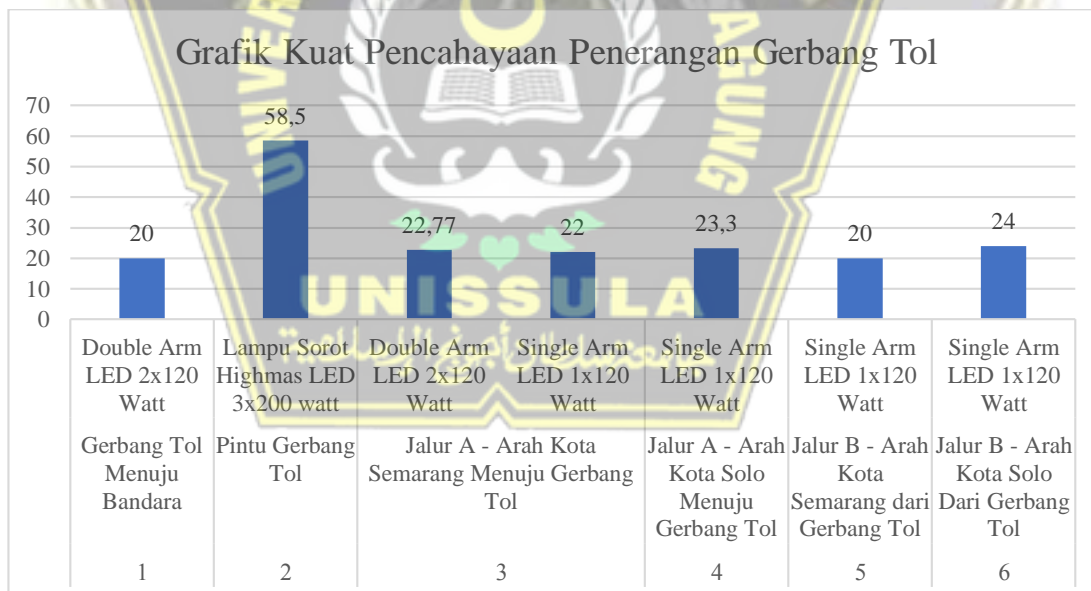 Grafik Kuat Pencahayaan Penerangan Gerbang Tol
70
60
50
40
30
20
10
0
20
58,5
22,77
22
23,3
20
24
Double Arm
LED 2x120
Watt
Lampu Sorot
Highmas LED
3x200 watt
Double Arm
LED 2x120
Watt
Single Arm
LED 1x120
Watt
Single Arm
LED 1x120
Watt
Single Arm
LED 1x120
Watt
Single Arm
LED 1x120
Watt
Gerbang Tol
Menuju
Bandara
Pintu Gerbang
Tol
Jalur A - Arah Kota
Semarang Menuju Gerbang
Tol
Jalur A - Arah
Kota Solo
Menuju
Gerbang Tol
Jalur B - Arah
Kota
Semarang dari
Gerbang Tol
Jalur B - Arah
Kota Solo
Dari Gerbang
Tol
1
2
3
4
5
6
UNISSULA
AGUNG